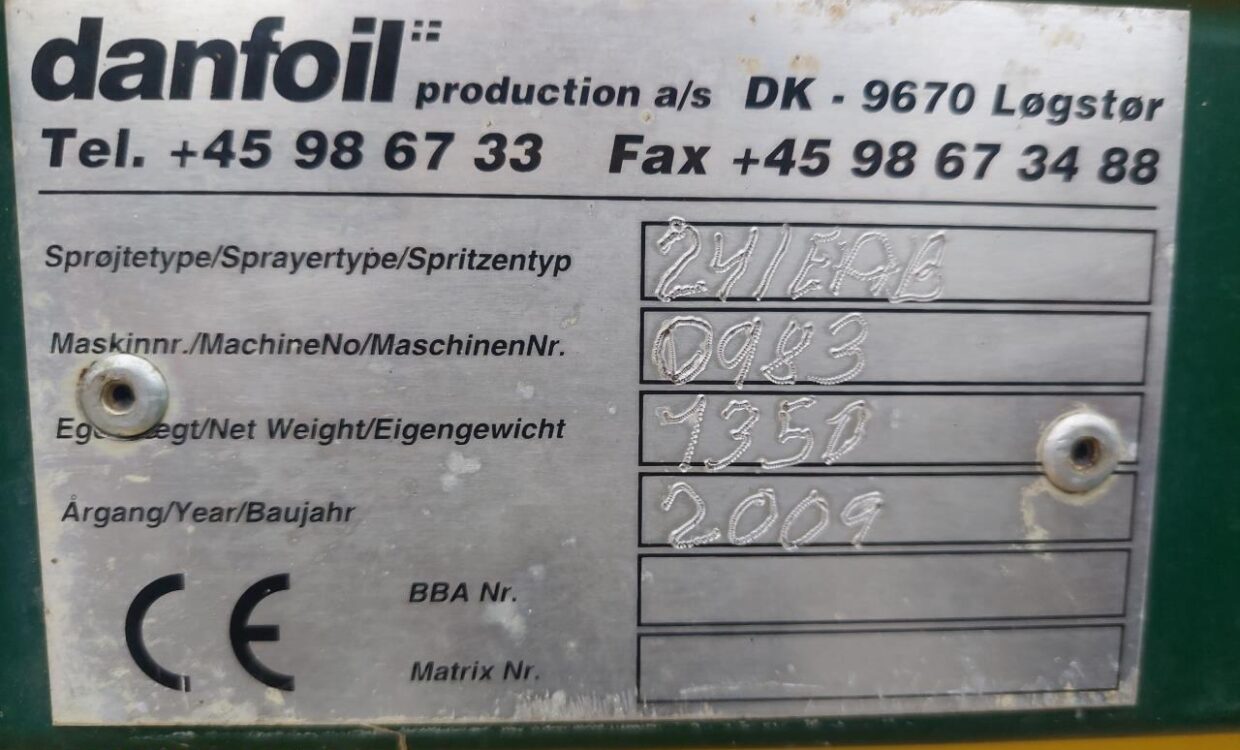 danfoil production a/s DK - 9670 Løgstør
Tel. +45 98 67 33 Fax +45 98 67 34 88
Sprøjtetype/Sprayertype/Spritzentyp
Maskinnr./MachineNo/MaschinenNr. 0983
Net Weight/Eigengewicht 1350
Årgang/Year/Baujahr 2009
CE
BBA Nr.
Matrix Nr.